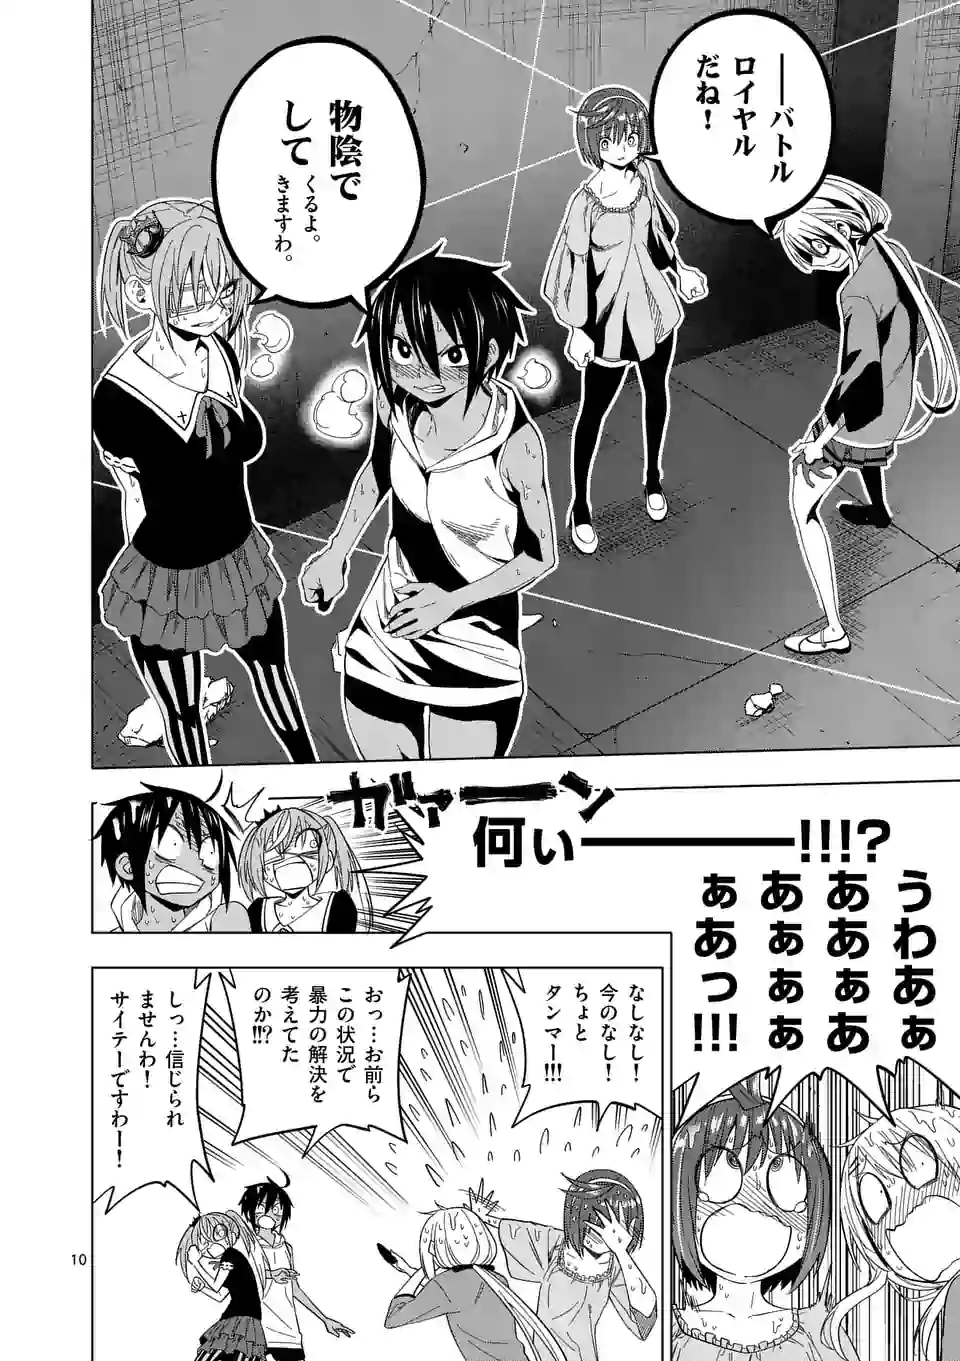 ――バトル
ロイヤル
だね！
物陰で
して
くるよ。
きますわ。
ガァーン
何ぃ――――!!!?
うわあぁ
ああぁあ
あぁぁぁ
ぁあっ!!!
なしなし！
今のなし！
ちょと
タンマー!!!
おっ…お前ら
この状況で
暴力の解決を
考えてた
のか!!?
しっ…信じられ
ませんわ！
サイテーですわー！
10